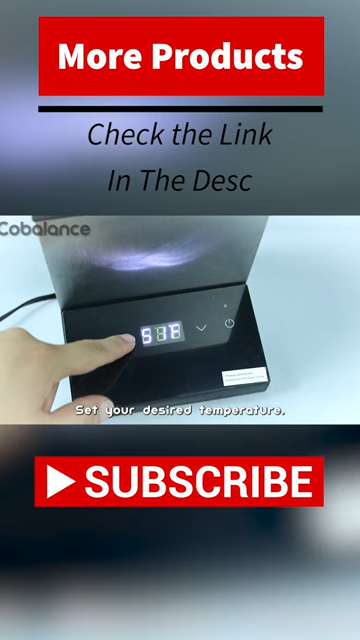 More Products
Check the Link
In The Desc
Cobalance
Set your desired temperature.
SUBSCRIBE